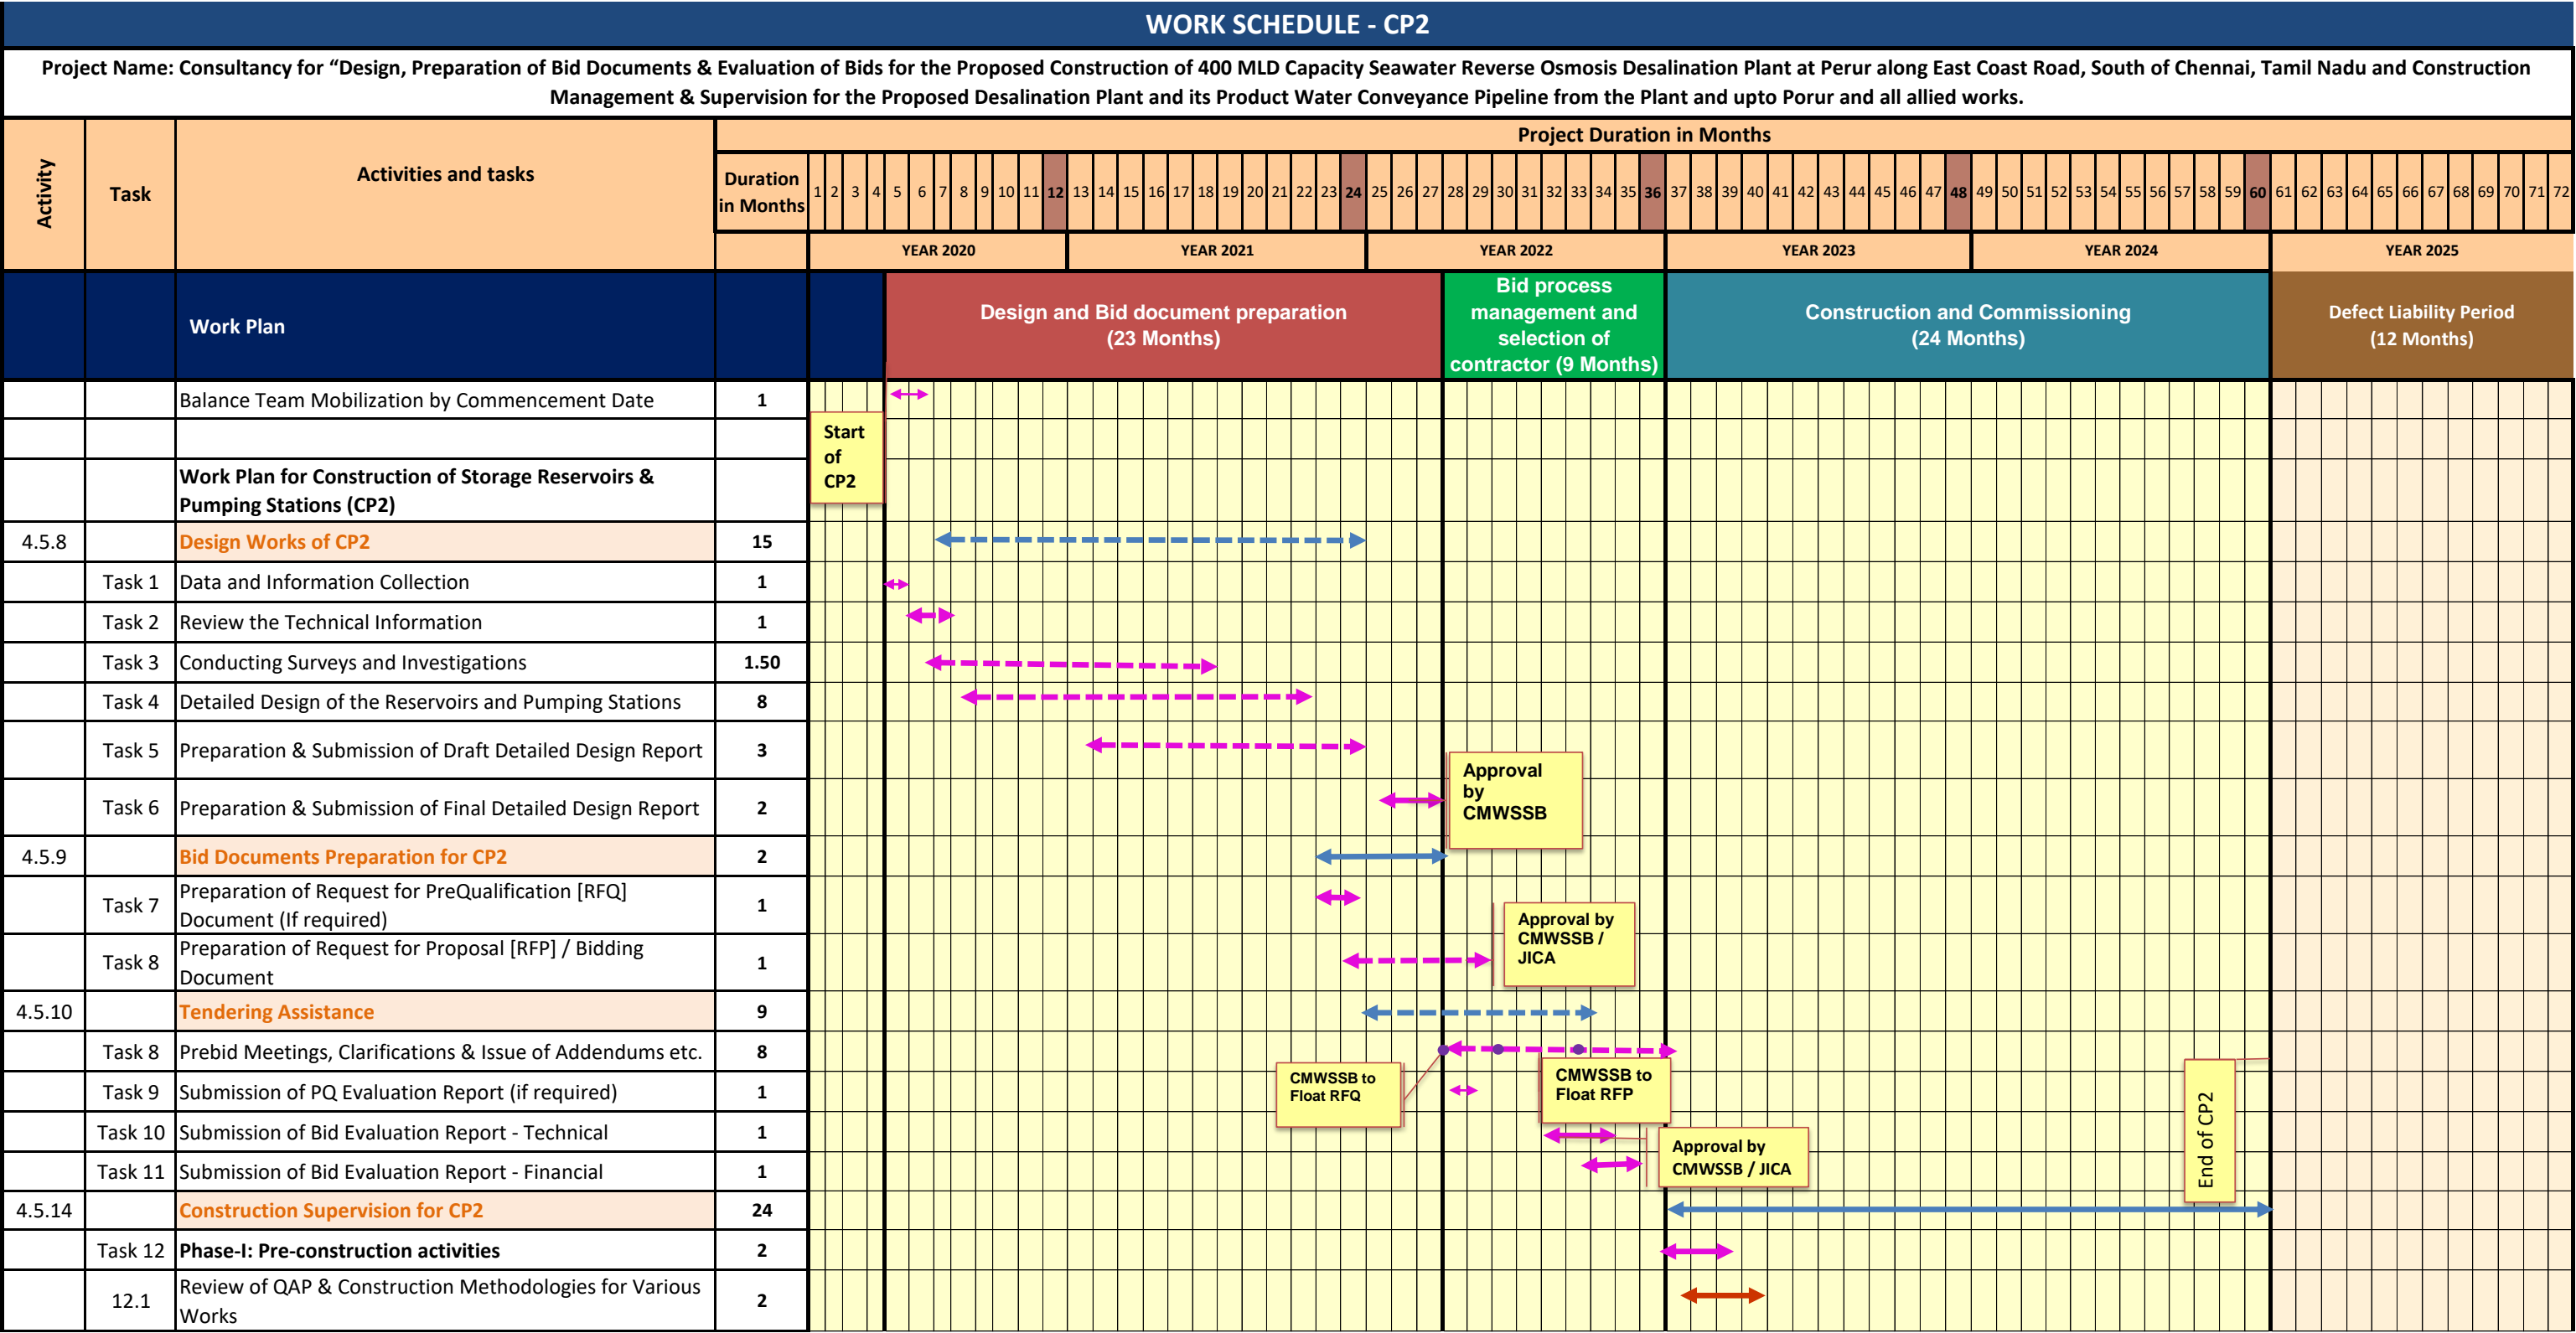 WORK SCHEDULE - CP2
Project Name: Consultancy for “Design, Preparation of Bid Documents & Evaluation of Bids for the Proposed Construction of 400 MLD Capacity Seawater Reverse Osmosis Desalination Plant at Perur along East Coast Road, South of Chennai, Tamil Nadu and Construction
Management & Supervision for the Proposed Desalination Plant and its Product Water Conveyance Pipeline from the Plant and upto Porur and all allied works.
Activity
Task
Activities and tasks
Project Duration in Months
Duration
in Months
1 2 3 4 5 6 7 8 9 10 11 12 13 14 15 16 17 18 19 20 21 22 23 24 25 26 27 28 29 30 31 32 33 34 35 36 37 38 39 40 41 42 43 44 45 46 47 48 49 50 51 52 53 54 55 56 57 58 59 60 61 62 63 64 65 66 67 68 69 70 71 72
YEAR 2020 YEAR 2021 YEAR 2022 YEAR 2023 YEAR 2024 YEAR 2025
Work Plan
Design and Bid document preparation
(23 Months)
Bid process
management and
selection of
contractor (9 Months)
Construction and Commissioning
(24 Months)
Defect Liability Period
(12 Months)
Balance Team Mobilization by Commencement Date 1
Start
of
CP2
Work Plan for Construction of Storage Reservoirs &
Pumping Stations (CP2)
4.5.8 Design Works of CP2 15
Task 1 Data and Information Collection 1
Task 2 Review the Technical Information 1
Task 3 Conducting Surveys and Investigations 1.50
Task 4 Detailed Design of the Reservoirs and Pumping Stations 8
Task 5 Preparation & Submission of Draft Detailed Design Report 3
Approval
by
CMWSSB
Task 6 Preparation & Submission of Final Detailed Design Report 2
4.5.9 Bid Documents Preparation for CP2 2
Task 7 Preparation of Request for PreQualification [RFQ]
Document (If required) 1
Approval by
CMWSSB /
JICA
Task 8 Preparation of Request for Proposal [RFP] / Bidding
Document 1
4.5.10 Tendering Assistance 9
Task 8 Prebid Meetings, Clarifications & Issue of Addendums etc. 8
CMWSSB to
Float RFQ
CMWSSB to
Float RFP
End of CP2
Task 9 Submission of PQ Evaluation Report (if required) 1
Task 10 Submission of Bid Evaluation Report - Technical 1
Approval by
CMWSSB / JICA
Task 11 Submission of Bid Evaluation Report - Financial 1
4.5.14 Construction Supervision for CP2 24
Task 12 Phase-I: Pre-construction activities 2
12.1 Review of QAP & Construction Methodologies for Various
Works 2